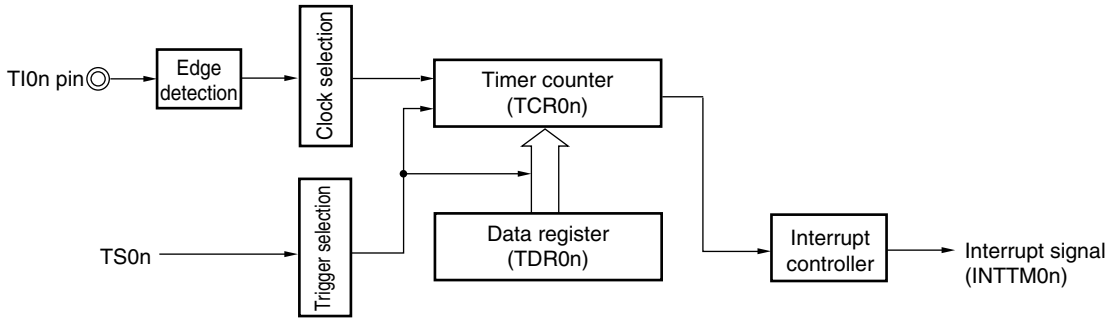 TI0n pin
Edge
detection
Clock selection
Timer counter
(TCR0n)
TS0n
Trigger selection
Data register
(TDR0n)
Interrupt
controller
Interrupt signal
(INTTM0n)